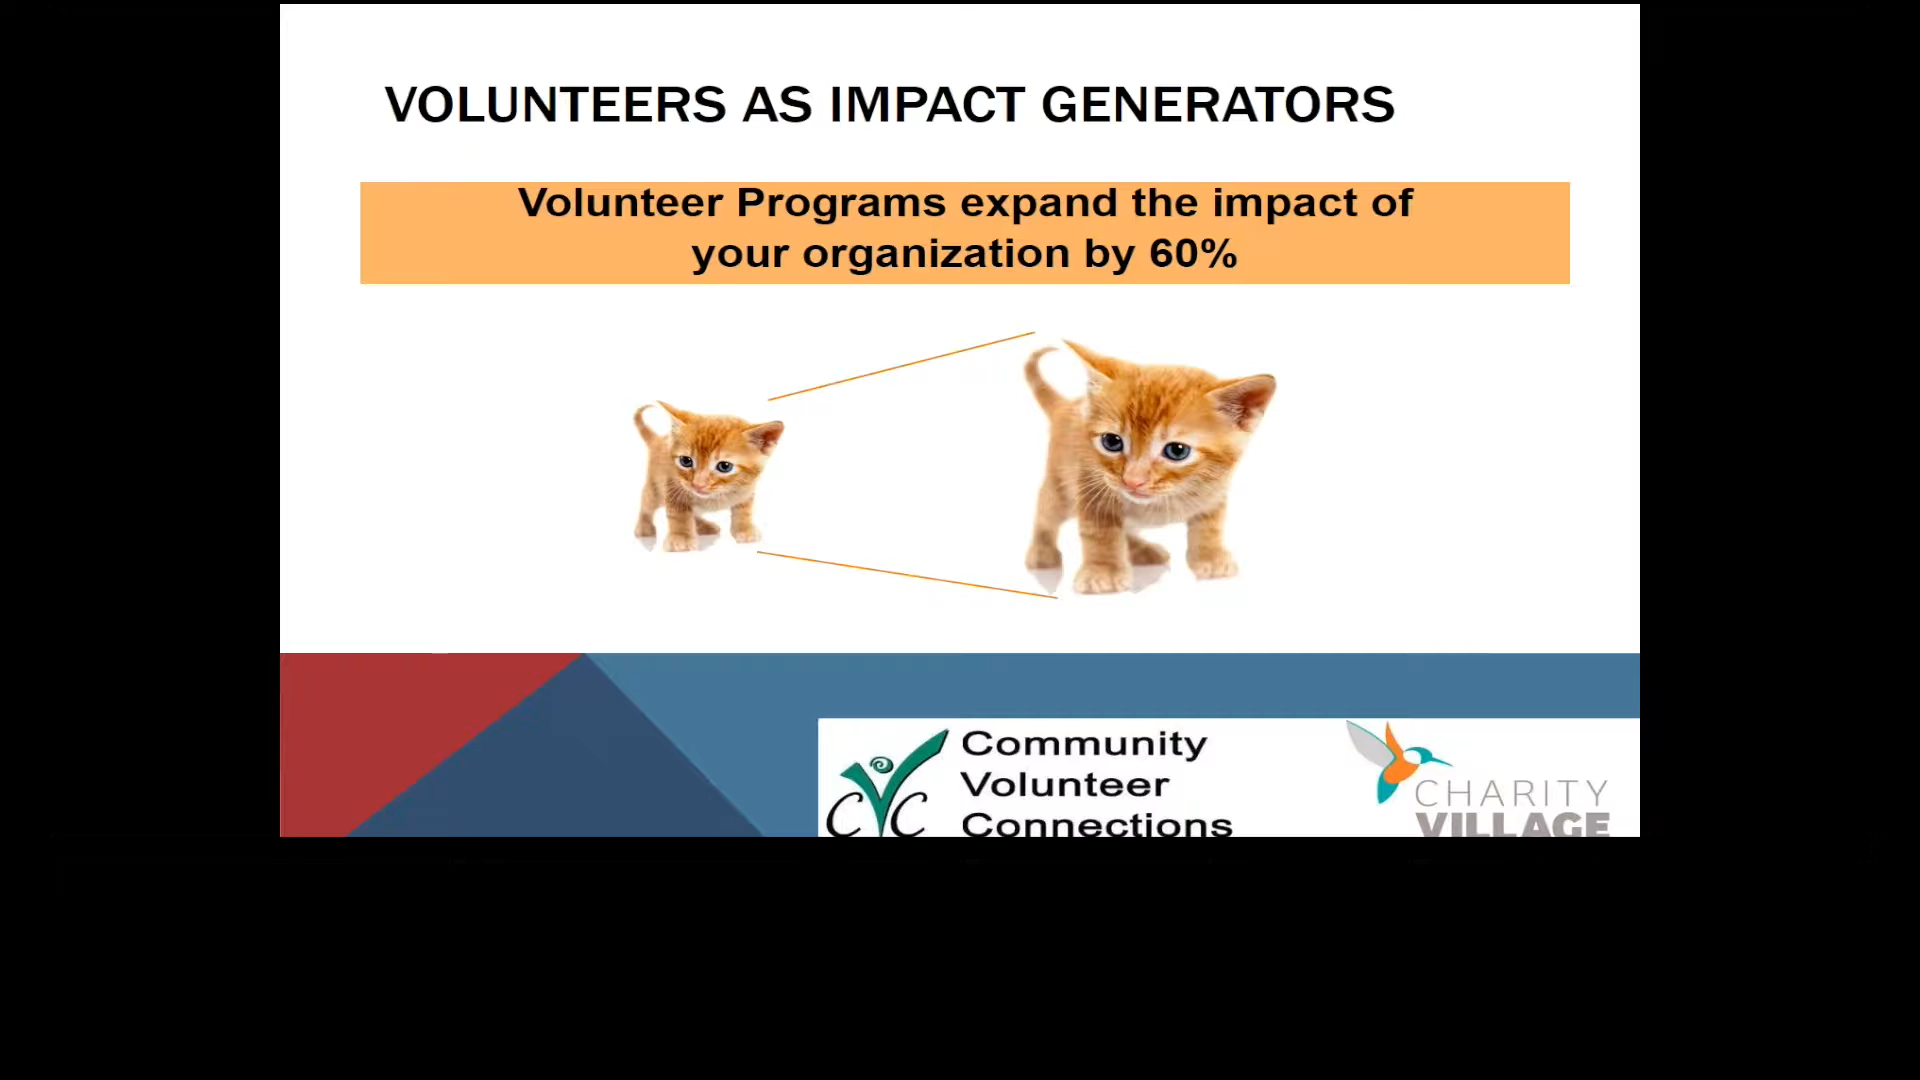 VOLUNTEERS AS IMPACT GENERATORS
Volunteer Programs expand the impact of
your organization by 60%
CVC
Community
Volunteer
Connections
CHARITY
VILLAGE